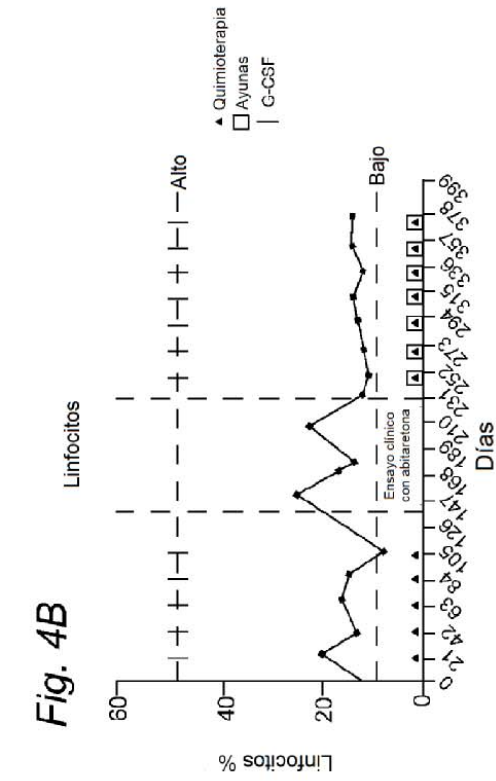 Fig. 4B
Linfocitos
▲ Quimioterapia
□ Ayunas
| G-CSF
Alto
Bajo
Linfocitos %
60
40
20
0
Ensayo clínico
con abitaretona
0 21 42 63 84 105 126 147 168 189 210 231 252 273 294 315 336 357 378 399
Días